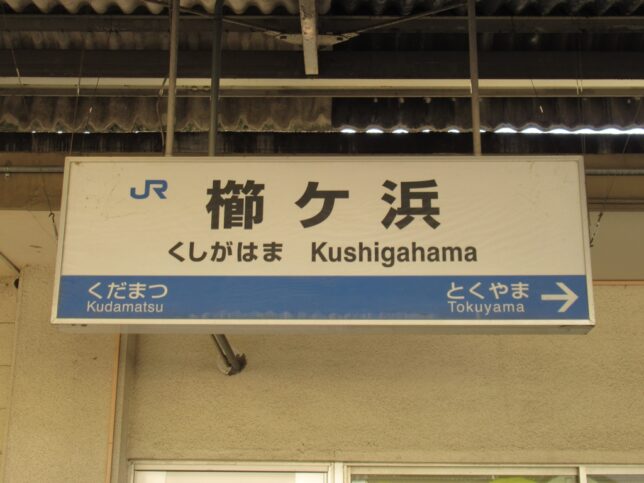 JR 櫛ケ浜
くしがはま Kushigahama
くだまつ とくやま
Kudamatsu Tokuyama